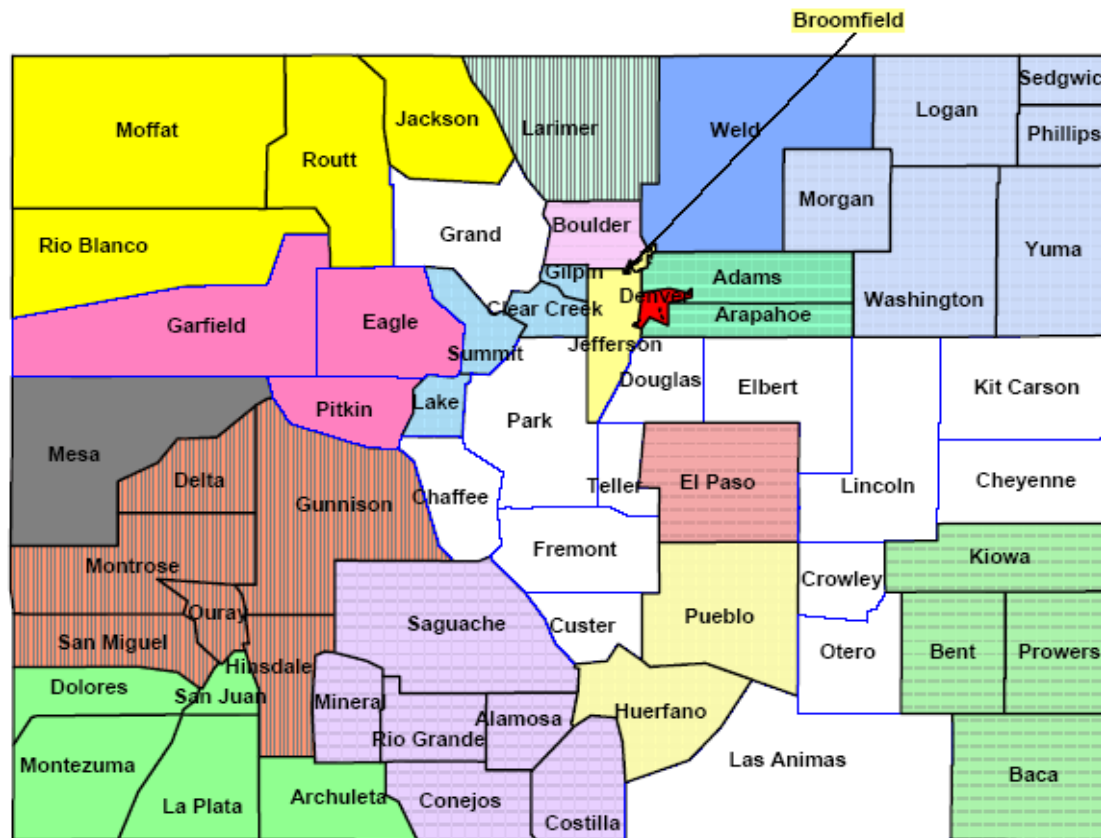 Broomfield
Sedgwic
Moffat
Jackson
Larimer
Weld
Logan
Phillips
Routt
Morgan
Boulder
Grand
Rio Blanco
Yuma
Gilpin
Adams
Denver
Washington
Clear Creek
Arapahoe
Garfield
Eagle
Jefferson
Summit
Douglas
Elbert
Kit Carson
Lake
Pitkin
Park
Mesa
Delta
Gunnison
Chaffee
Teller
El Paso
Lincoln
Cheyenne
Fremont
Kiowa
Montrose
Crowley
Ouray
Pueblo
Saguache
Custer
San Miguel
Otero
Bent
Prowers
Hinsdale
Dolores
San Juan
Mineral
Huerfano
Alamosa
Rio Grande
Las Animas
Montezuma
Baca
Archuleta
La Plata
Conejos
Costilla